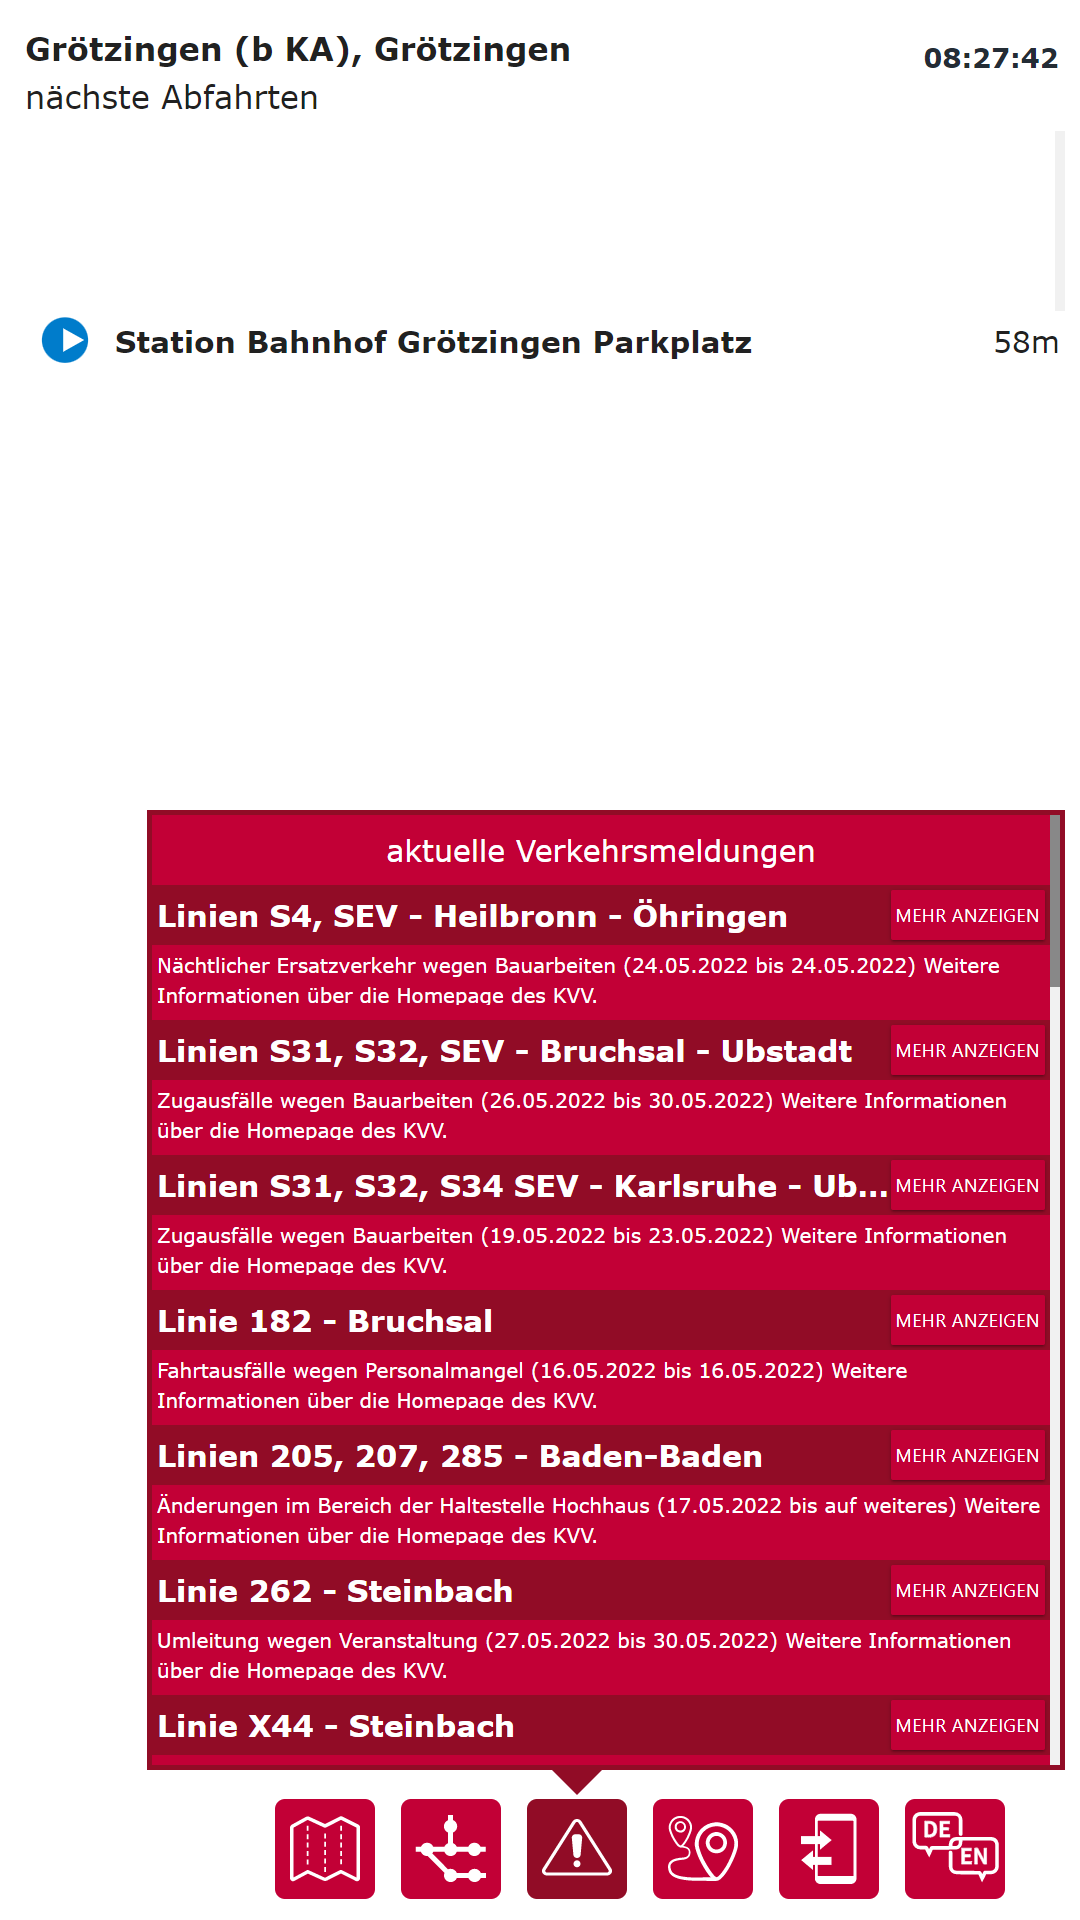 Grötzingen (b KA), Grötzingen
08:27:42
nächste Abfahrten
Station Bahnhof Grötzingen Parkplatz
58m
aktuelle Verkehrsmeldungen
Linien S4, SEV - Heilbronn - Öhringen
MEHR ANZEIGEN
Nächtlicher Ersatzverkehr wegen Bauarbeiten (24.05.2022 bis 24.05.2022) Weitere
Informationen über die Homepage des KVV.
Linien S31, S32, SEV - Bruchsal - Ubstadt
MEHR ANZEIGEN
Zugausfälle wegen Bauarbeiten (26.05.2022 bis 30.05.2022) Weitere Informationen
über die Homepage des KVV.
Linien S31, S32, S34 SEV - Karlsruhe - Ub...
MEHR ANZEIGEN
Zugausfälle wegen Bauarbeiten (19.05.2022 bis 23.05.2022) Weitere Informationen
über die Homepage des KVV.
Linie 182 - Bruchsal
MEHR ANZEIGEN
Fahrtausfälle wegen Personalmangel (16.05.2022 bis 16.05.2022) Weitere
Informationen über die Homepage des KVV.
Linien 205, 207, 285 - Baden-Baden
MEHR ANZEIGEN
Änderungen im Bereich der Haltestelle Hochhaus (17.05.2022 bis auf weiteres) Weitere
Informationen über die Homepage des KVV.
Linie 262 - Steinbach
MEHR ANZEIGEN
Umleitung wegen Veranstaltung (27.05.2022 bis 30.05.2022) Weitere Informationen
über die Homepage des KVV.
Linie X44 - Steinbach
MEHR ANZEIGEN
DE
EN